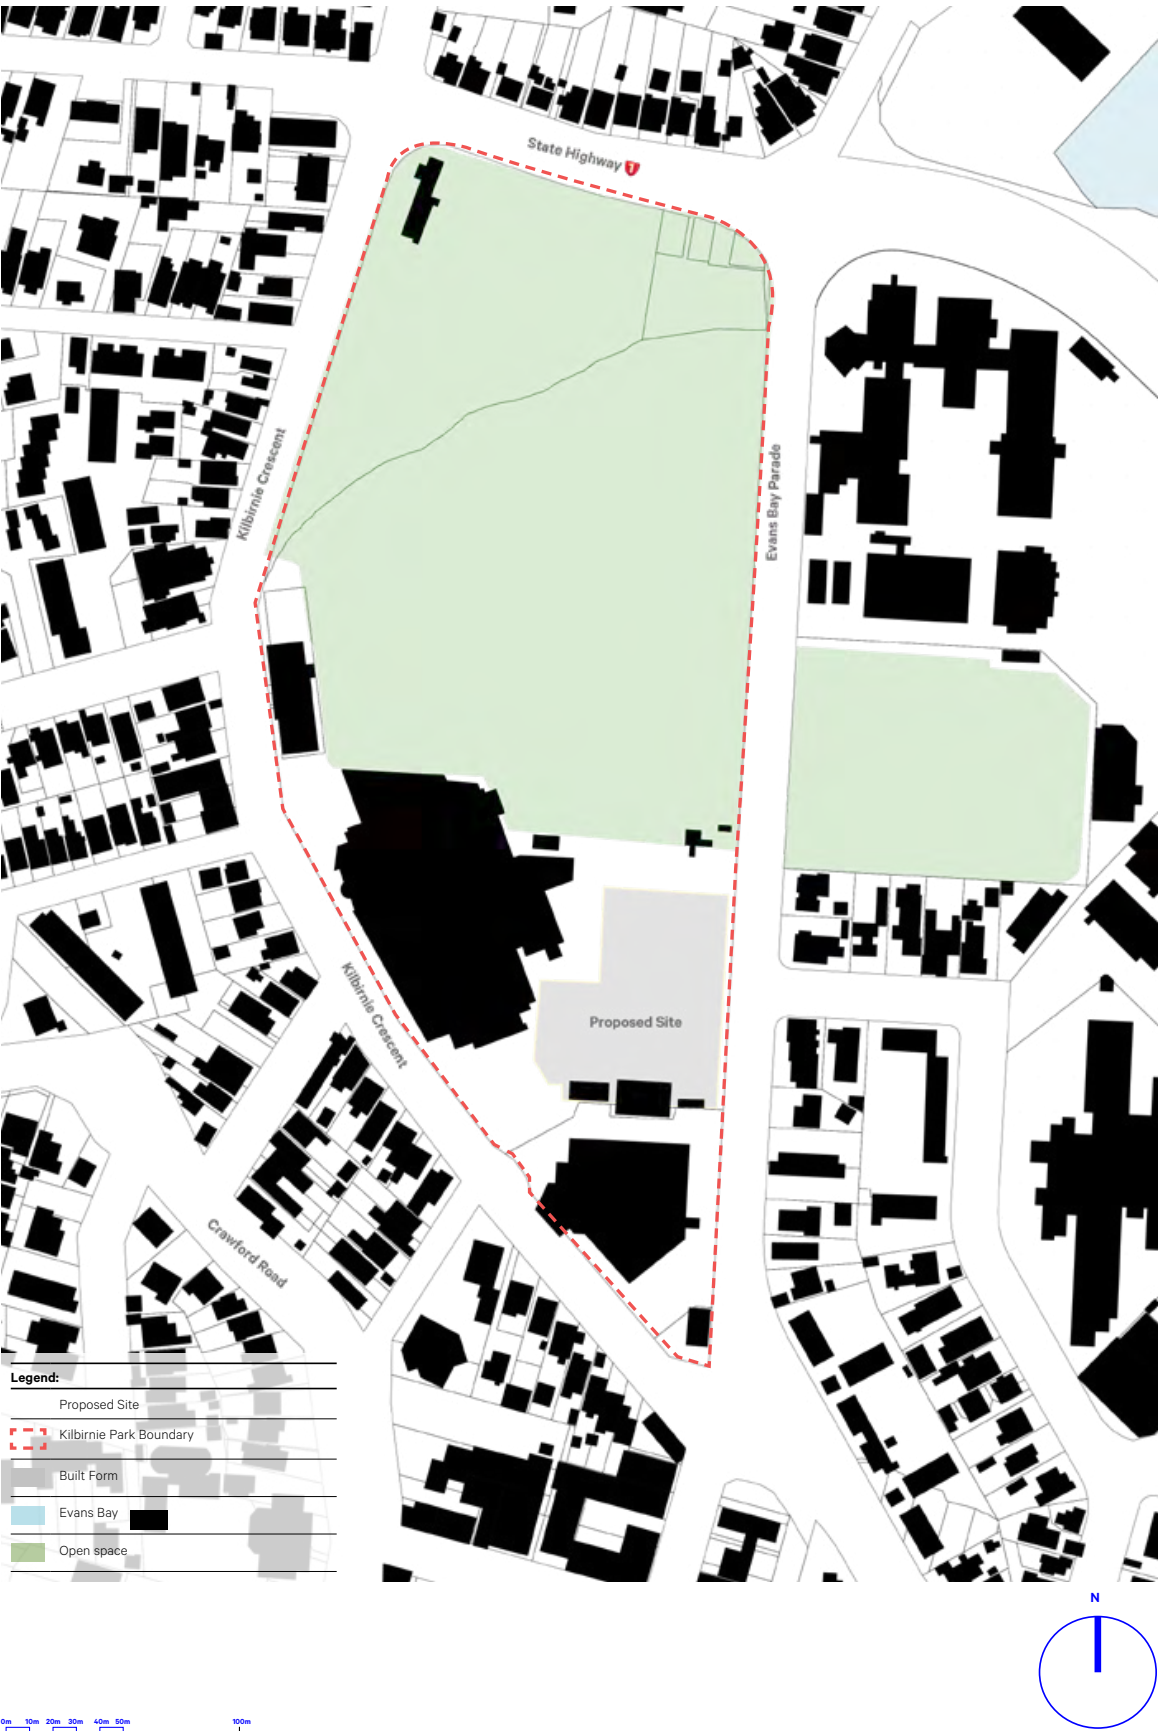 State Highway 1
Kilbirnie Crescent
Evans Bay Parade
Kilbirnie Crescent
Proposed Site
Crawford Road
Legend:
Proposed Site
Kilbirnie Park Boundary
Built Form
Evans Bay
Open space
N
0m 10m 20m 30m 40m 50m 100m